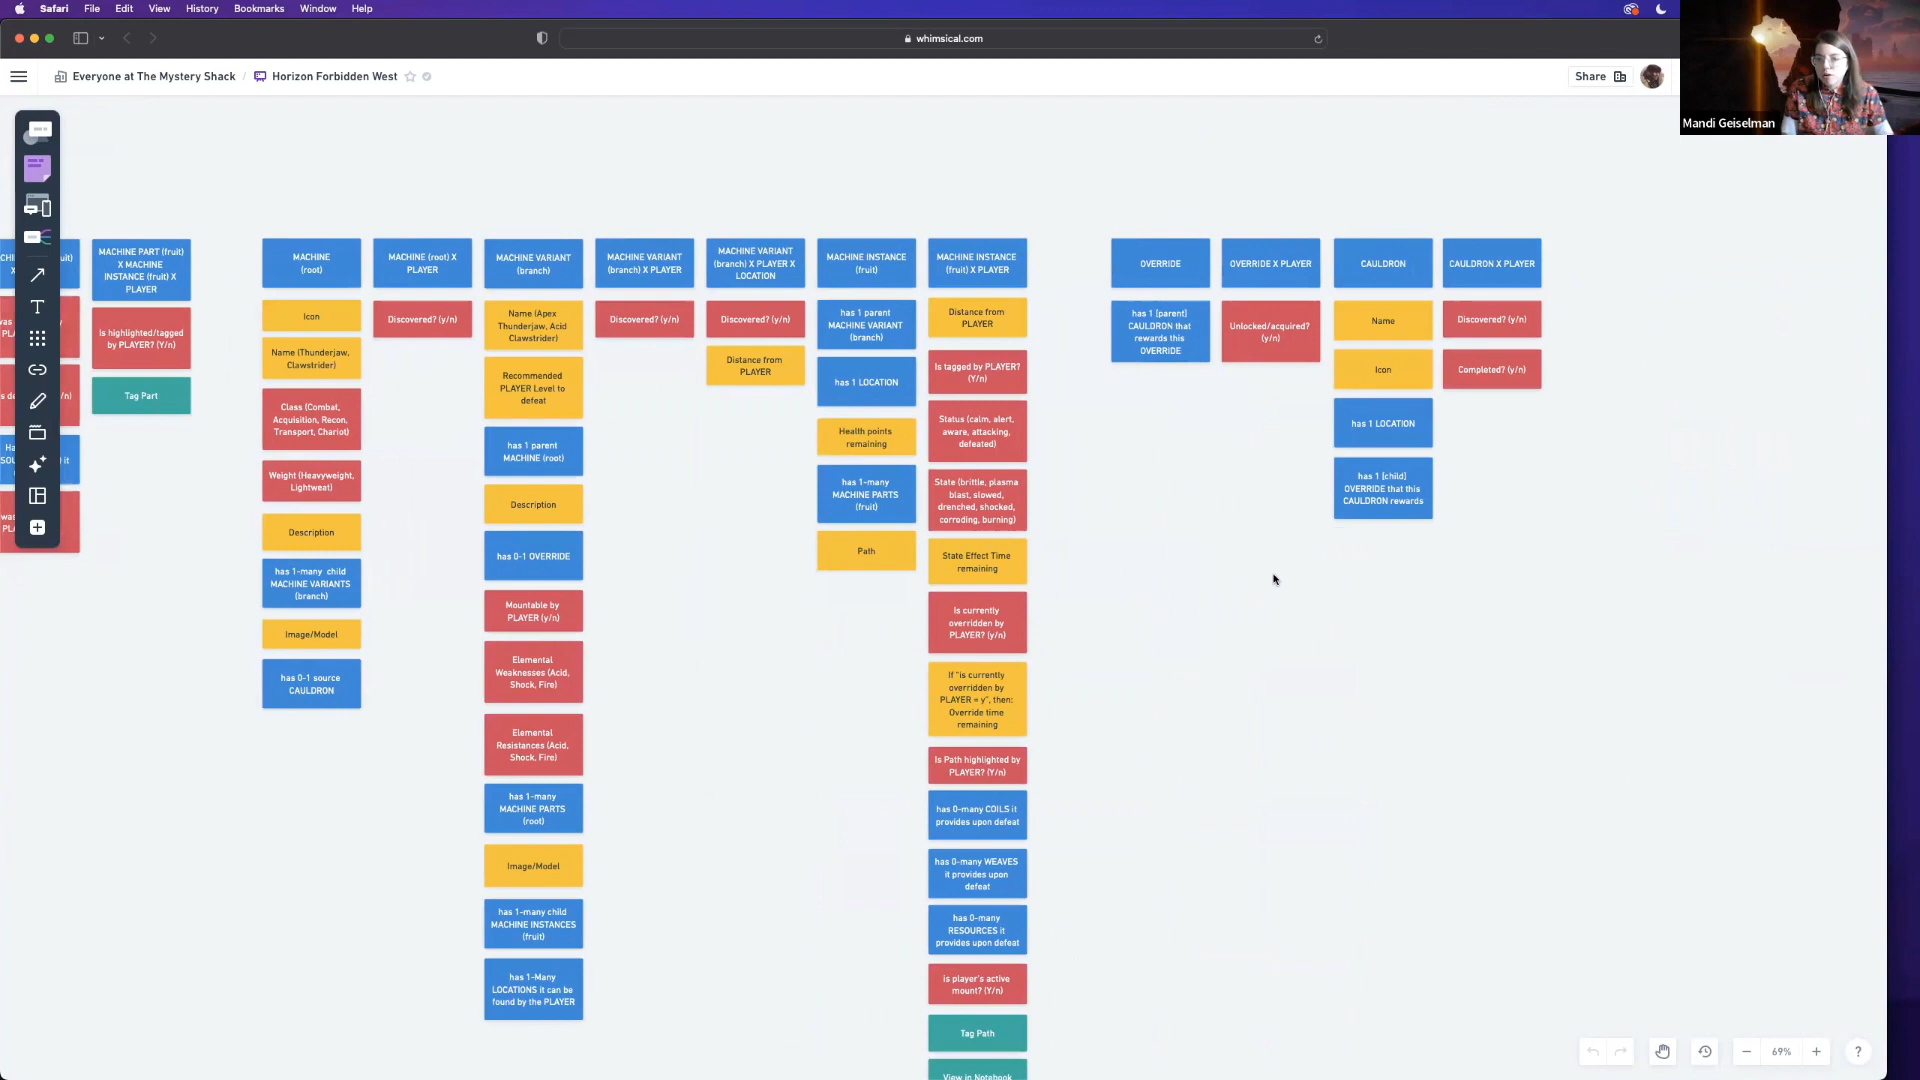 Safari File Edit View History Bookmarks Window Help
whimsical.com
Everyone at The Mystery Shack / Horizon Forbidden West
Share
Mandi Geiselman
MACHINE PART (fruit)
X MACHINE
INSTANCE (fruit) X
PLAYER
Is highlighted/tagged
by PLAYER? (Y/n)
Tag Part
MACHINE
(root)
Icon
Name (Thunderjaw,
Clawstrider)
Class (Combat,
Acquisition, Recon,
Transport, Chariot)
Weight (Heavyweight,
Lightweat)
Description
has 1-many child
MACHINE VARIANTS
(branch)
Image/Model
has 0-1 source
CAULDRON
MACHINE (root) X
PLAYER
Discovered? (y/n)
MACHINE VARIANT
(branch)
Name (Apex
Thunderjaw, Acid
Clawstrider)
Recommended
PLAYER Level to
defeat
has 1 parent
MACHINE (root)
Description
has 0-1 OVERRIDE
Mountable by
PLAYER (y/n)
Elemental
Weaknesses (Acid,
Shock, Fire)
Elemental
Resistances (Acid,
Shock, Fire)
has 1-many
MACHINE PARTS
(root)
Image/Model
has 1-many child
MACHINE INSTANCES
(fruit)
has 1-Many
LOCATIONS it can be
found by the PLAYER
MACHINE VARIANT
(branch) X PLAYER
Discovered? (y/n)
MACHINE VARIANT
(branch) X PLAYER X
LOCATION
Discovered? (y/n)
Distance from
PLAYER
MACHINE INSTANCE
(fruit)
has 1 parent
MACHINE VARIANT
(branch)
has 1 LOCATION
Health points
remaining
has 1-many
MACHINE PARTS
(fruit)
Path
MACHINE INSTANCE
(fruit) X PLAYER
Distance from
PLAYER
Is tagged by PLAYER?
(Y/n)
Status (calm, alert,
aware, attacking,
defeated)
State (brittle, plasma
blast, slowed,
drenched, shocked,
corroding, burning)
State Effect Time
remaining
Is currently
overridden by
PLAYER? (y/n)
If "is currently
overridden by
PLAYER = y", then:
Override time
remaining
Is Path highlighted by
PLAYER? (Y/n)
has 0-many COILS it
provides upon defeat
has 0-many WEAVES
it provides upon
defeat
has 0-many
RESOURCES it
provides upon defeat
is player's active
mount? (Y/n)
Tag Path
View in Notebook
OVERRIDE
has 1 [parent]
CAULDRON that
rewards this
OVERRIDE
OVERRIDE X PLAYER
Unlocked/acquired?
(y/n)
CAULDRON
Name
Icon
has 1 LOCATION
has 1 [child]
OVERRIDE that this
CAULDRON rewards
CAULDRON X PLAYER
Discovered? (y/n)
Completed? (y/n)
69%